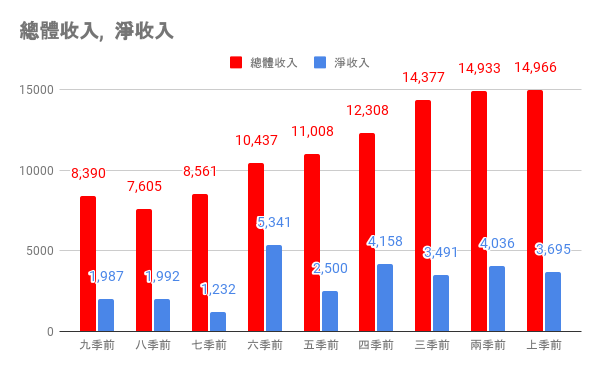 總體收入, 淨收入
總體收入 淨收入
15000
10000
5000
0
8,390 7,605 8,561 10,437 11,008 12,308 14,377 14,933 14,966
1,987 1,992 1,232 5,341 2,500 4,158 3,491 4,036 3,695
九季前 八季前 七季前 六季前 五季前 四季前 三季前 兩季前 上季前